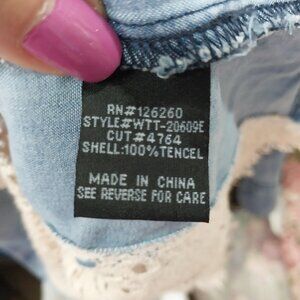 RN#126260
STYLE#WTT-20609E
CUT#4764
SHELL:100%TENCEL
MADE IN CHINA
SEE REVERSE FOR CARE